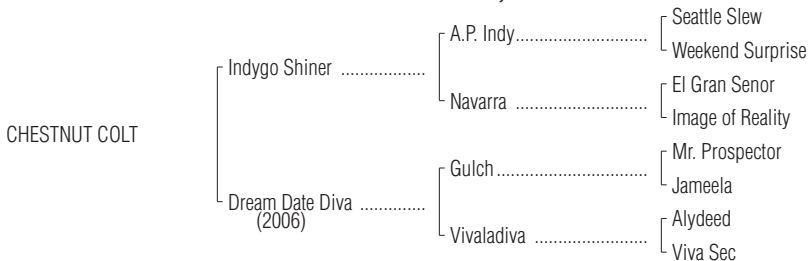 Seattle Slew
A.P. Indy
Weekend Surprise
Indygo Shiner
El Gran Senor
Navarra
Image of Reality
CHESTNUT COLT
Mr. Prospector
Gulch
Jameela
Dream Date Diva
(2006)
Alydeed
Vivaladiva
Viva Sec